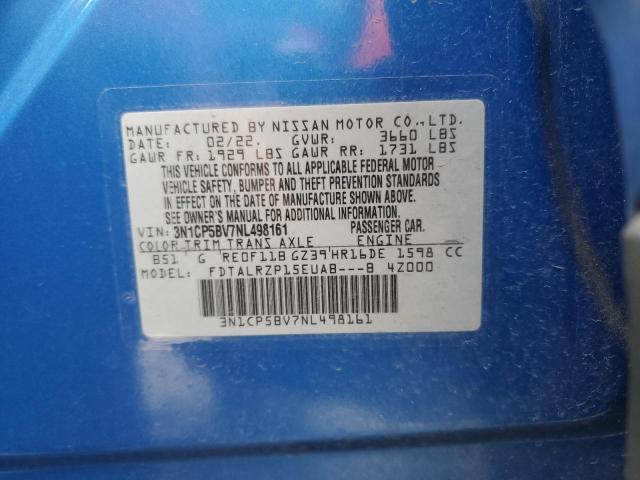 MANUFACTURED BY NISSAN MOTOR CO., LTD.
DATE: 02/22. GVWR: 3660 LBS
GAWR FR: 1929 LBS GAWR RR: 1731 LBS
THIS VEHICLE CONFORMS TO ALL APPLICABLE FEDERAL MOTOR
VEHICLE SAFETY, BUMPER AND THEFT PREVENTION STANDARDS
IN EFFECT ON THE DATE OF MANUFACTURE SHOWN ABOVE.
SEE OWNER'S MANUAL FOR ADDITIONAL INFORMATION.
VIN: 3N1CP5BV7NL498161 PASSENGER CAR.
COLOR TRIM TRANS AXLE ENGINE
B51 G RE0F11B GZ39 HR16DE 1598 CC
MODEL: FDTALRZP15EUAB---B 4Z000
3N1CP5BV7NL498161